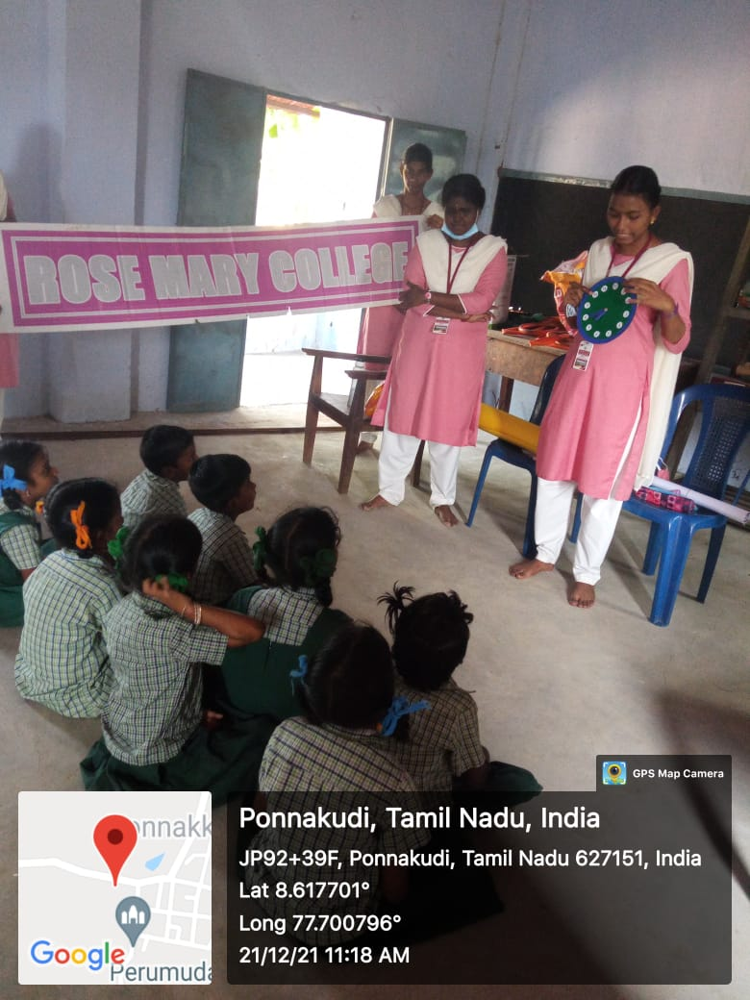 ROSE MARY COLLEGE
GPS Map Camera
Ponnakudi, Tamil Nadu, India
JP92+39F, Ponnakudi, Tamil Nadu 627151, India
Lat 8.617701°
Long 77.700796°
21/12/21 11:18 AM
onnakk
Google
Perumuda